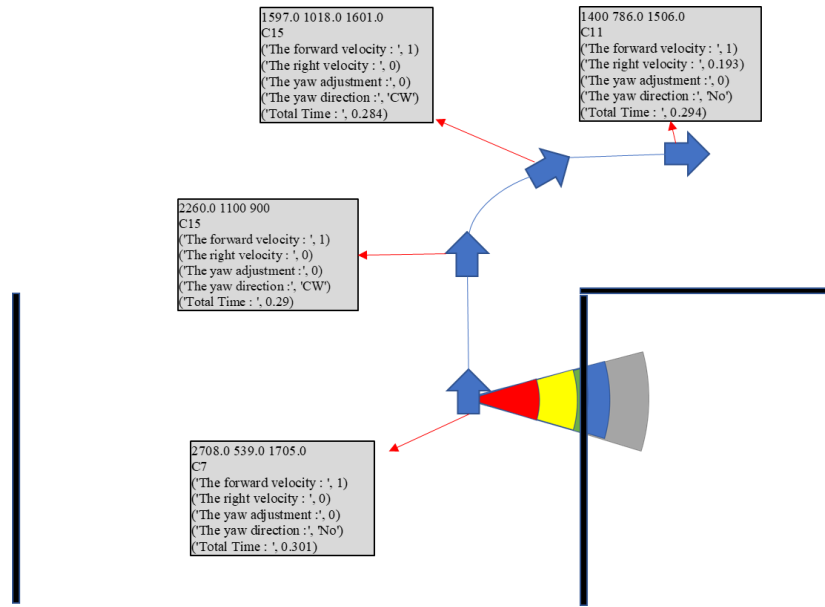 1597.0 1018.0 1601.0
C15
('The forward velocity : ', 1)
('The right velocity : ', 0)
('The yaw adjustment :', 0)
('The yaw direction :', 'CW')
('Total Time : ', 0.284)
1400 786.0 1506.0
C11
('The forward velocity : ', 1)
('The right velocity : ', 0.193)
('The yaw adjustment :', 0)
('The yaw direction :', 'No')
('Total Time : ', 0.294)
2260.0 1100 900
C15
('The forward velocity : ', 1)
('The right velocity : ', 0)
('The yaw adjustment :', 0)
('The yaw direction :', 'CW')
('Total Time : ', 0.29)
2708.0 539.0 1705.0
C7
('The forward velocity : ', 1)
('The right velocity : ', 0)
('The yaw adjustment :', 0)
('The yaw direction :', 'No')
('Total Time : ', 0.301)